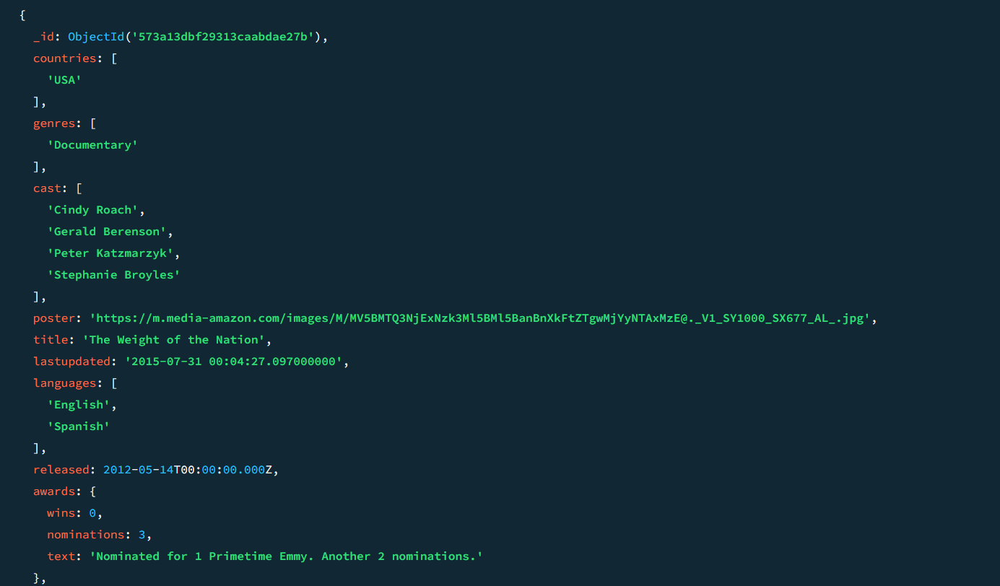 {
_id: ObjectId('573a13dbf29313caabdae27b'),
countries: [
'USA'
],
genres: [
'Documentary'
],
cast: [
'Cindy Roach',
'Gerald Berenson',
'Peter Katzmarzyk',
'Stephanie Broyles'
],
poster: 'https://m.media-amazon.com/images/M/MV5BMTQ3NjExNzk3Ml5BMl5BanBnXkFtZTgwMjYyNTAxMzE@._V1_SY1000_SX677_AL_.jpg',
title: 'The Weight of the Nation',
lastupdated: '2015-07-31 00:04:27.097000000',
languages: [
'English',
'Spanish'
],
released: 2012-05-14T00:00:00.000Z,
awards: {
wins: 0,
nominations: 3,
text: 'Nominated for 1 Primetime Emmy. Another 2 nominations.'
},